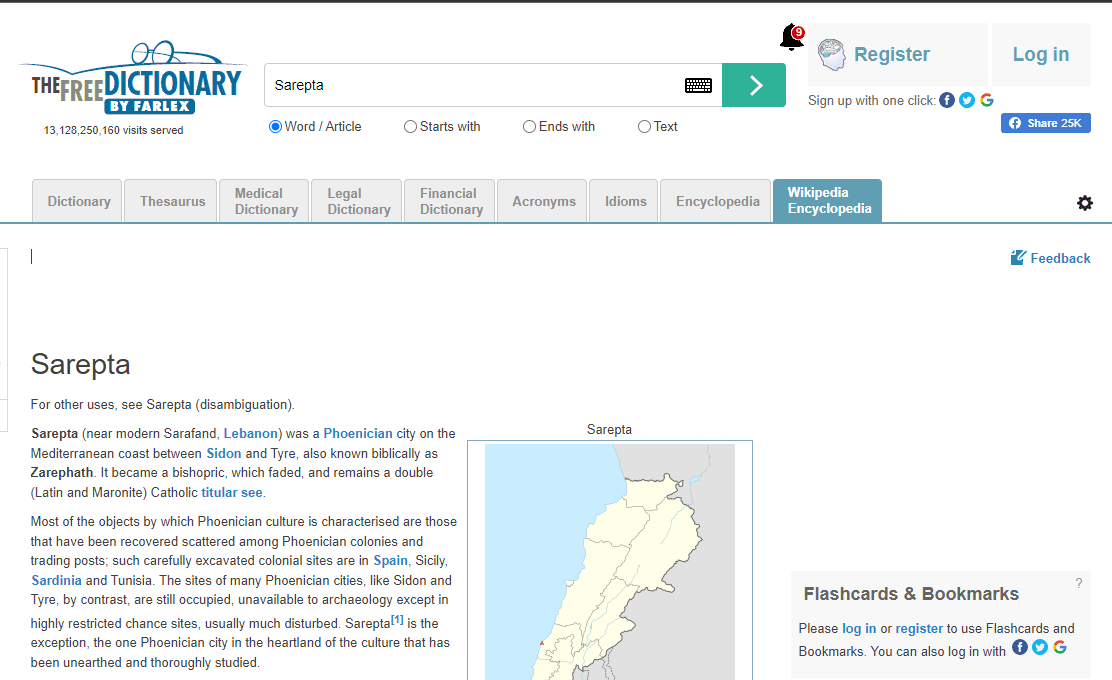 THEFREEDICTIONARY
BY FARLEX
13,128,250,160 visits served
Sarepta
Word / Article
Starts with
Ends with
Text
9
Register
Log in
Sign up with one click:
Share 25K
Dictionary
Thesaurus
Medical
Dictionary
Legal
Dictionary
Financial
Dictionary
Acronyms
Idioms
Encyclopedia
Wikipedia
Encyclopedia
Feedback
Sarepta
For other uses, see Sarepta (disambiguation).
Sarepta (near modern Sarafand, Lebanon) was a Phoenician city on the
Mediterranean coast between Sidon and Tyre, also known biblically as
Zarephath. It became a bishopric, which faded, and remains a double
(Latin and Maronite) Catholic titular see.
Most of the objects by which Phoenician culture is characterised are those
that have been recovered scattered among Phoenician colonies and
trading posts; such carefully excavated colonial sites are in Spain, Sicily,
Sardinia and Tunisia. The sites of many Phoenician cities, like Sidon and
Tyre, by contrast, are still occupied, unavailable to archaeology except in
highly restricted chance sites, usually much disturbed. Sarepta[1] is the
exception, the one Phoenician city in the heartland of the culture that has
been unearthed and thoroughly studied.
Sarepta
?
Flashcards & Bookmarks
Please log in or register to use Flashcards and
Bookmarks. You can also log in with